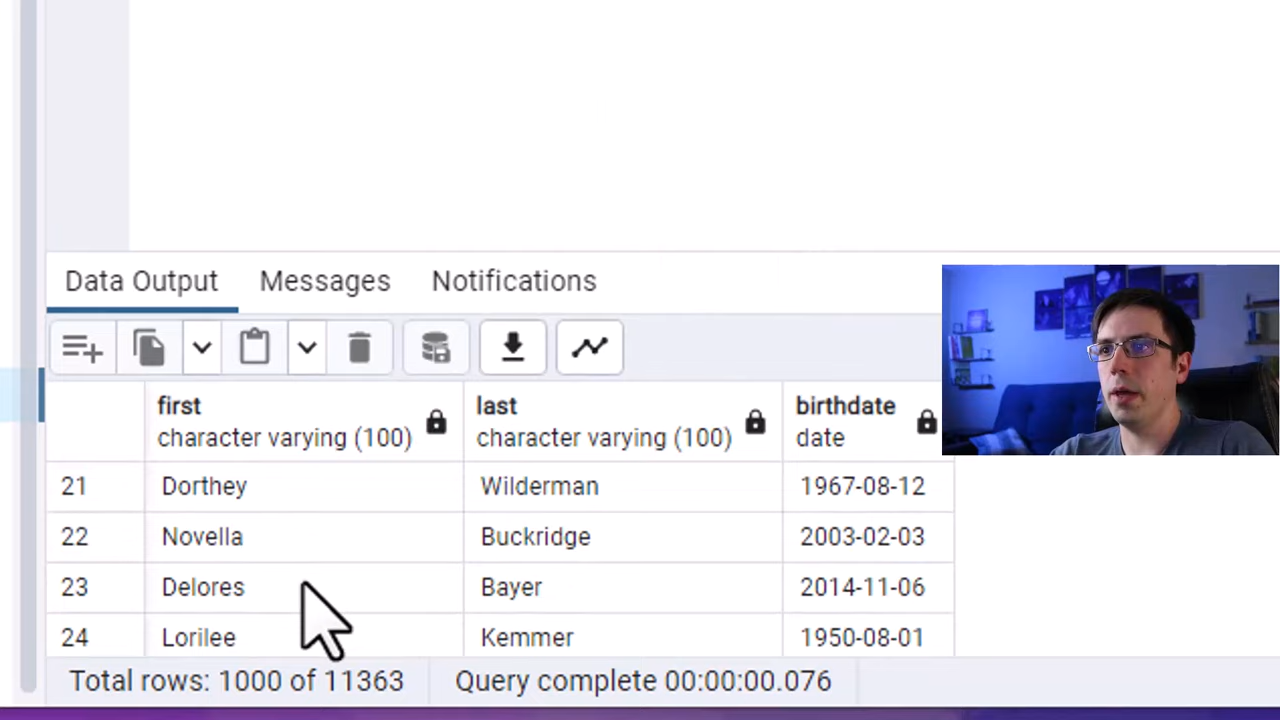 Data Output Messages Notifications
first last birthdate
character varying (100) character varying (100) date
21 Dorthey Wilderman 1967-08-12
22 Novella Buckridge 2003-02-03
23 Delores Bayer 2014-11-06
24 Lorilee Kemmer 1950-08-01
Total rows: 1000 of 11363 Query complete 00:00:00.076